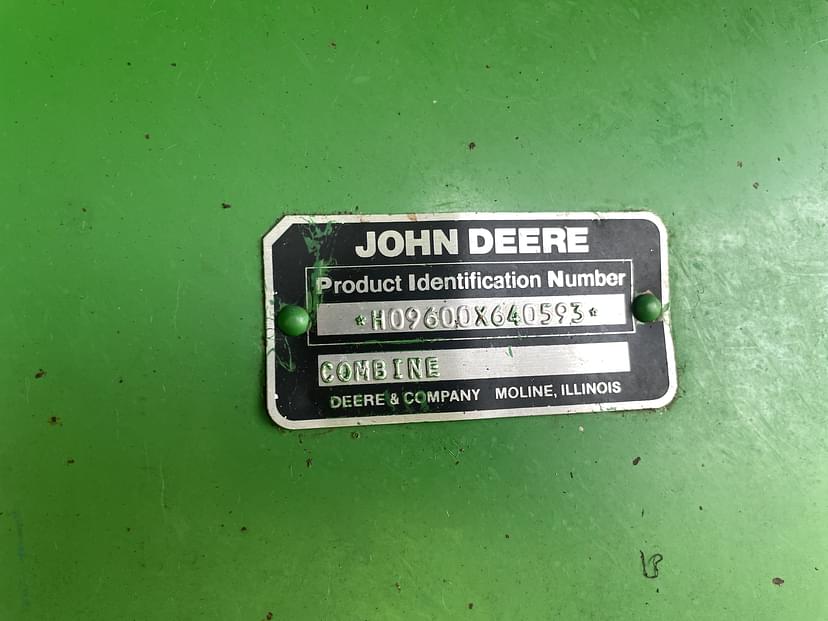 JOHN DEERE
Product Identification Number
*H09600X640593*
COMBINE
DEERE & COMPANY MOLINE, ILLINOIS